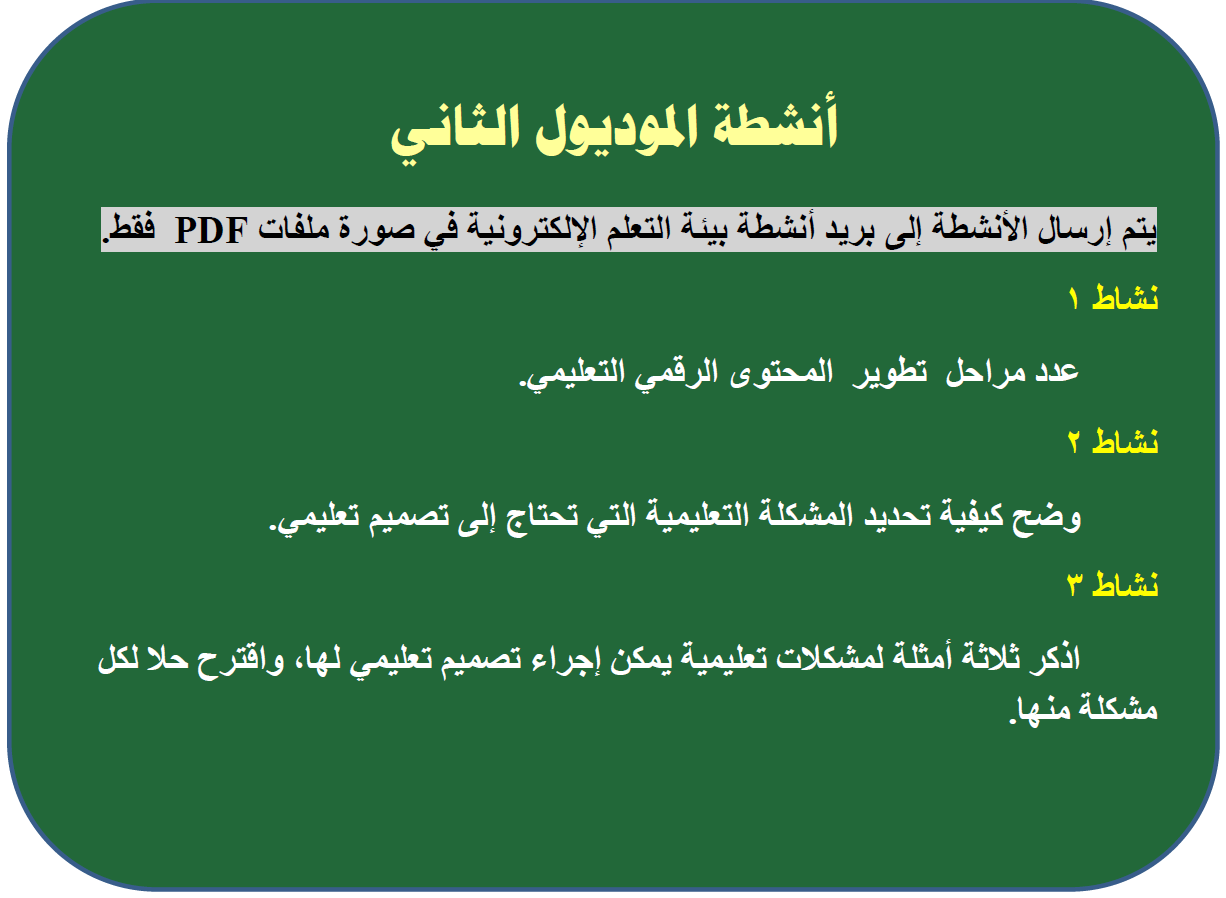 أنشطة الموديول الثاني
يتم إرسال الأنشطة إلى بريد أنشطة بيئة التعلم الإلكترونية في صورة ملفات PDF فقط.
نشاط ١
عدد مراحل تطوير المحتوى الرقمي التعليمي.
نشاط ٢
وضح كيفية تحديد المشكلة التعليمية التي تحتاج إلى تصميم تعليمي.
نشاط ٣
اذكر ثلاثة أمثلة لمشكلات تعليمية يمكن إجراء تصميم تعليمي لها، واقترح حلا لكل
مشكلة منها.